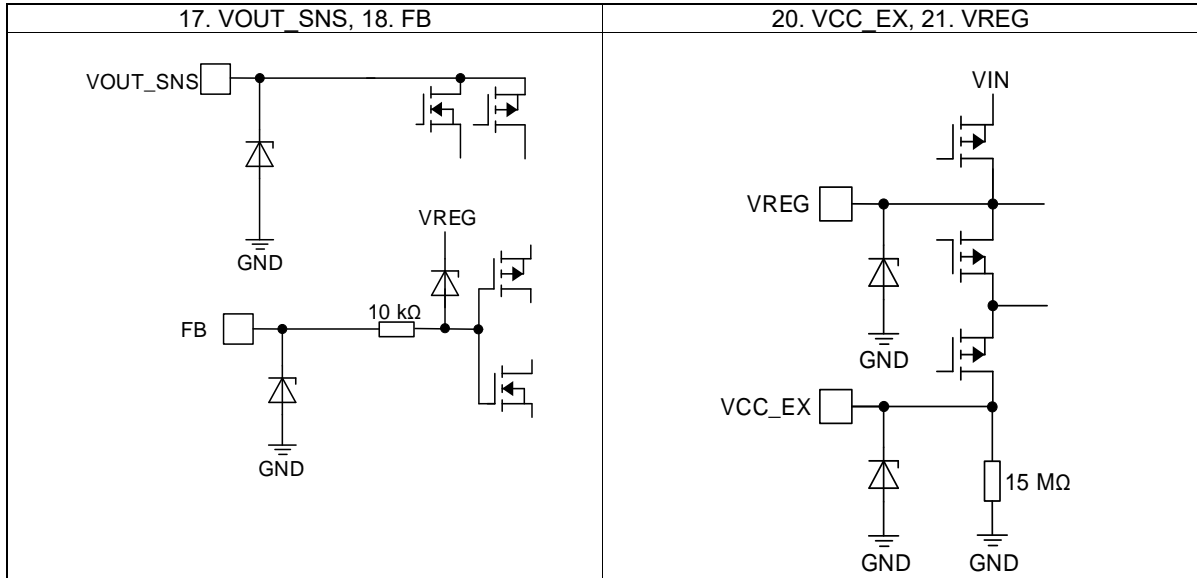 17. VOUT_SNS, 18. FB
VOUT_SNS
GND
VREG
10 kΩ
FB
GND
20. VCC_EX, 21. VREG
VIN
VREG
GND
VCC_EX
15 MΩ
GND
GND